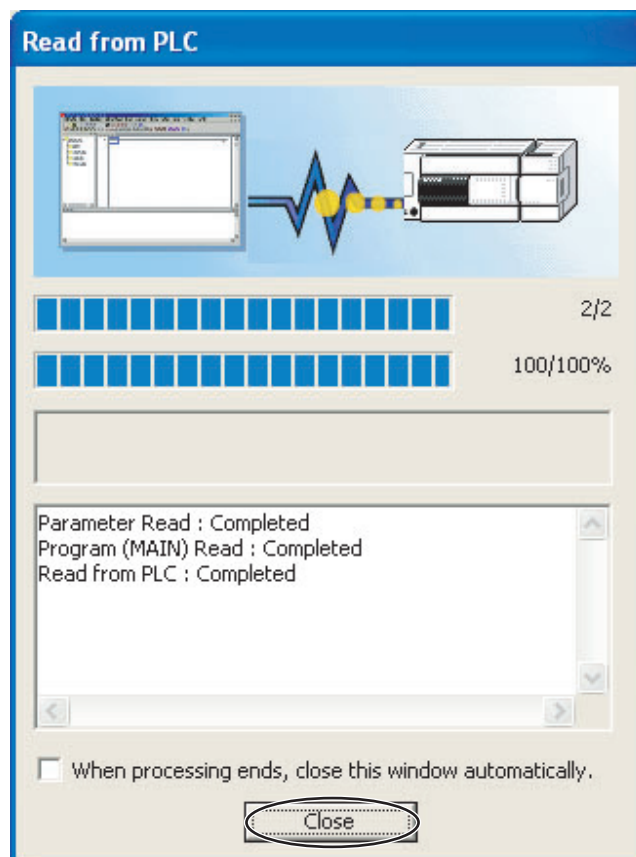 Read from PLC
2/2
100/100%
Parameter Read : Completed
Program (MAIN) Read : Completed
Read from PLC : Completed
When processing ends, close this window automatically.
Close